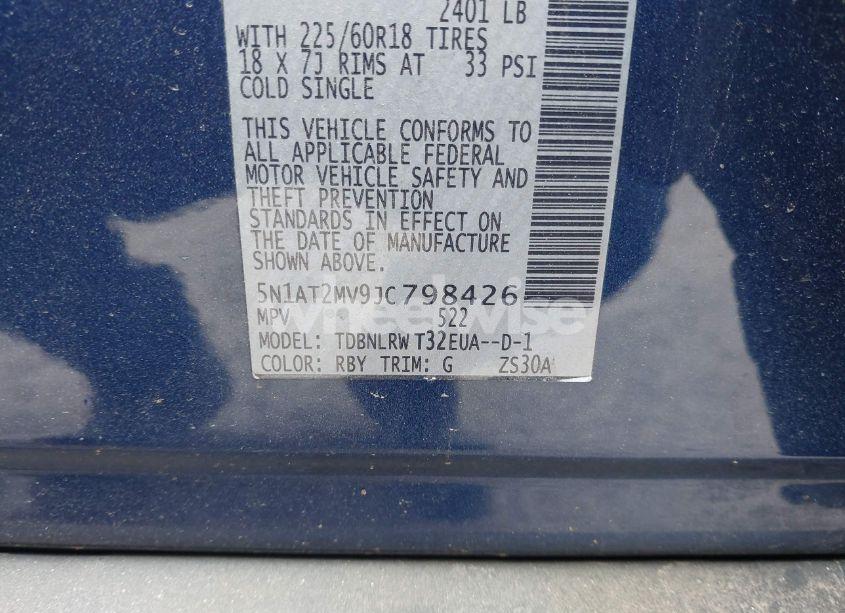 2401 LB
WITH 225/60R18 TIRES
18 X 7J RIMS AT 33 PSI
COLD SINGLE
THIS VEHICLE CONFORMS TO
ALL APPLICABLE FEDERAL
MOTOR VEHICLE SAFETY AND
THEFT PREVENTION
STANDARDS IN EFFECT ON
THE DATE OF MANUFACTURE
SHOWN ABOVE.
5N1AT2MV9JC798426
MPV 522
MODEL: TDBNLRW T32EUA--D-1
COLOR: RBY TRIM: G ZS30A
wheelwise